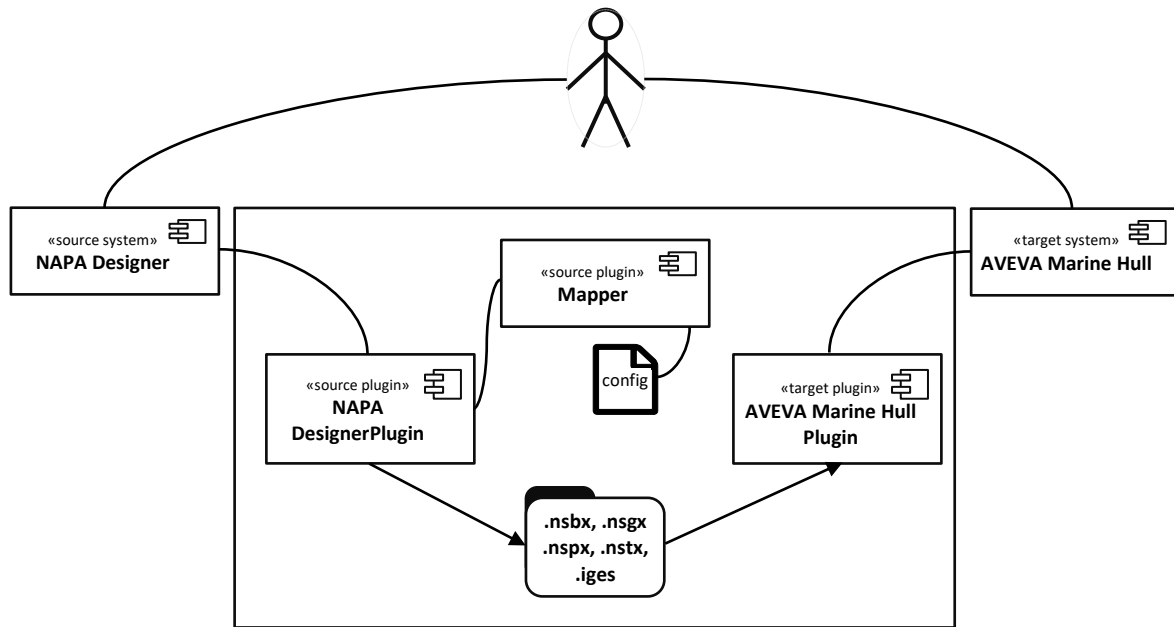 «source system»
NAPA Designer
«target system»
AVEVA Marine Hull
«source plugin»
Mapper
config
«source plugin»
NAPA
DesignerPlugin
«target plugin»
AVEVA Marine Hull
Plugin
.nsbx, .nsgx
.nspx, .nstx,
.iges